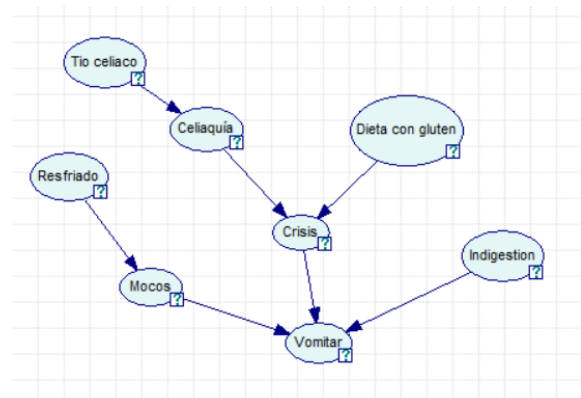 Tio celiaco
?
Celiaquía
?
Dieta con gluten
?
Resfriado
?
Crisis
?
Indigestion
?
Mocos
?
Vomitar
?